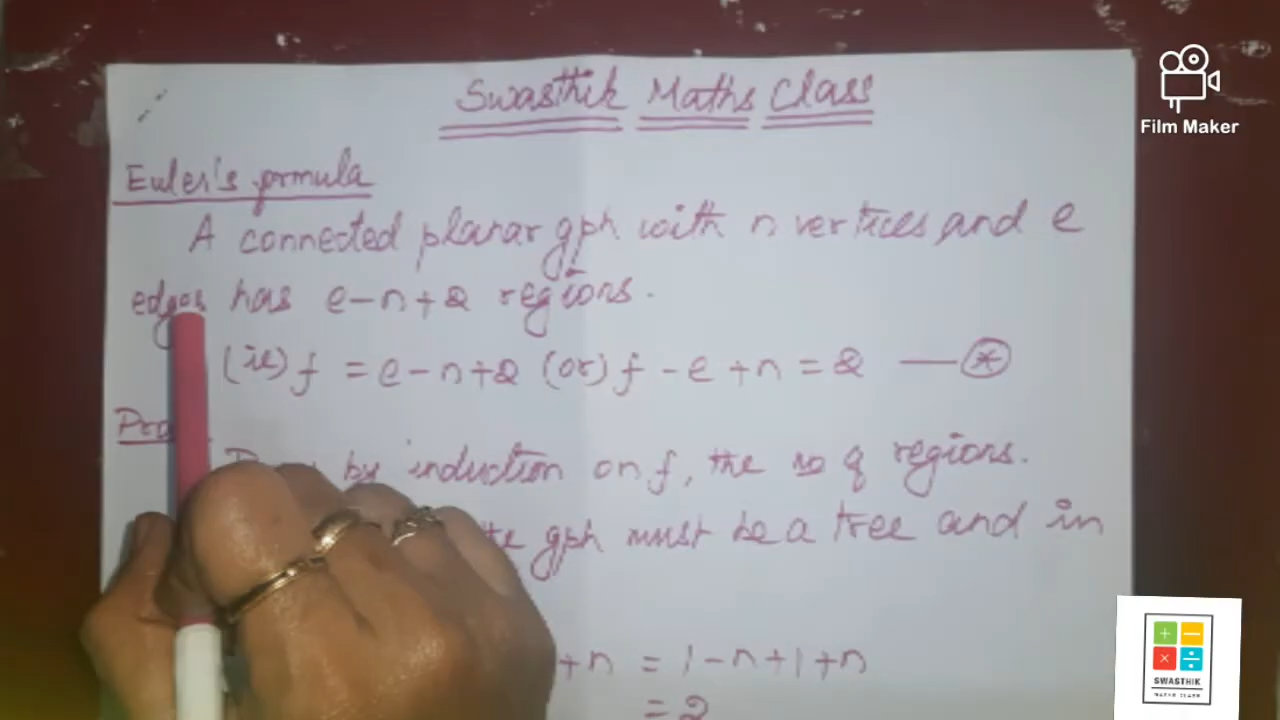 Swasthik Maths Class
Film Maker
Euler's formula
A connected planar gph with n vertices and e
edges has e-n+2 regions.
(ie) f = e-n+2 (or) f-e+n = 2 — *
by induction on f, the no of regions.
the gph must be a tree and in
+n = 1-n+1+n
= 2
SWASTHIK
MATHS CLASS